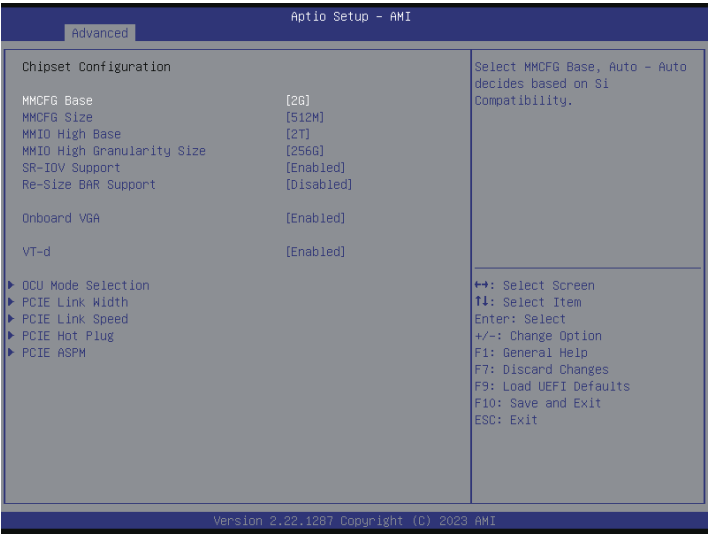 Aptio Setup – AMI
Advanced
Chipset Configuration
MMCFG Base [2G]
MMCFG Size [512M]
MMIO High Base [2T]
MMIO High Granularity Size [256G]
SR-IOV Support [Enabled]
Re-Size BAR Support [Disabled]
Onboard VGA [Enabled]
VT-d [Enabled]
OCU Mode Selection
PCIE Link Width
PCIE Link Speed
PCIE Hot Plug
PCIE ASPM
Select MMCFG Base, Auto – Auto
decides based on Si
Compatibility.
↔: Select Screen
↑↓: Select Item
Enter: Select
+/-: Change Option
F1: General Help
F7: Discard Changes
F9: Load UEFI Defaults
F10: Save and Exit
ESC: Exit
Version 2.22.1287 Copyright (C) 2023 AMI